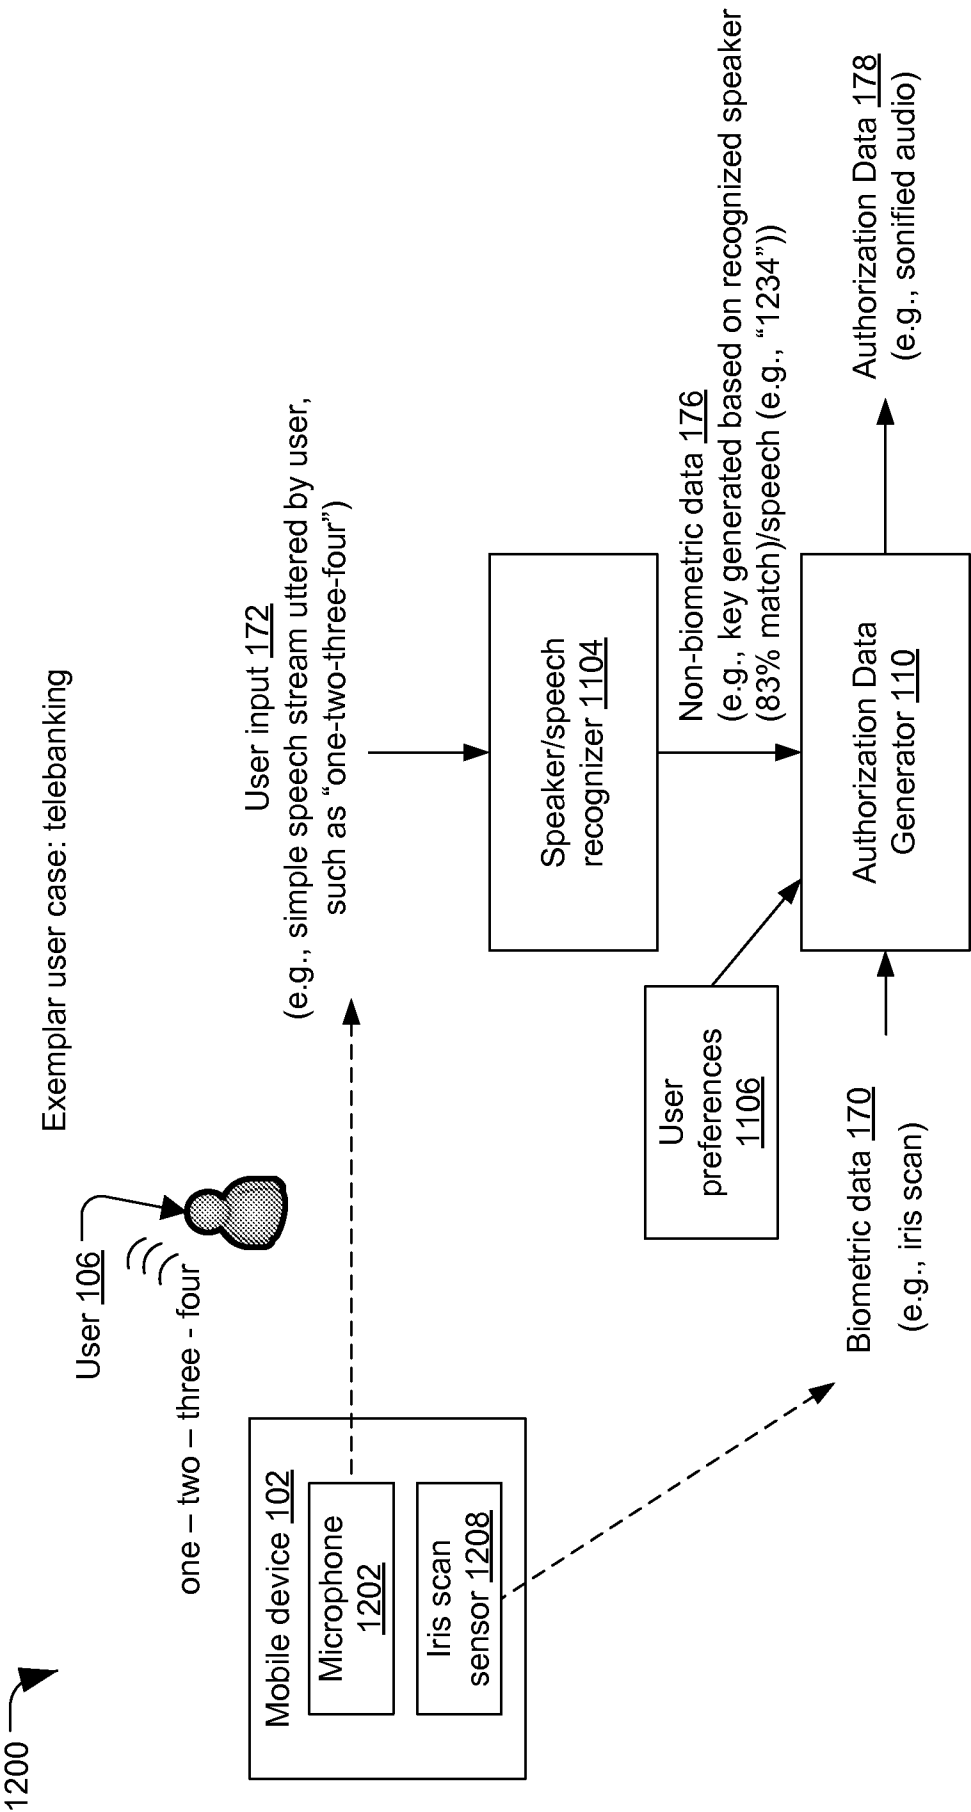 1200
Exemplar user case: telebanking
User 106
one – two – three - four
Mobile device 102
Microphone
1202
Iris scan
sensor 1208
User input 172
(e.g., simple speech stream uttered by user,
such as “one-two-three-four”)
Speaker/speech
recognizer 1104
Non-biometric data 176
(e.g., key generated based on recognized speaker
(83% match)/speech (e.g., “1234”))
User
preferences
1106
Biometric data 170
(e.g., iris scan)
Authorization Data
Generator 110
Authorization Data 178
(e.g., sonified audio)